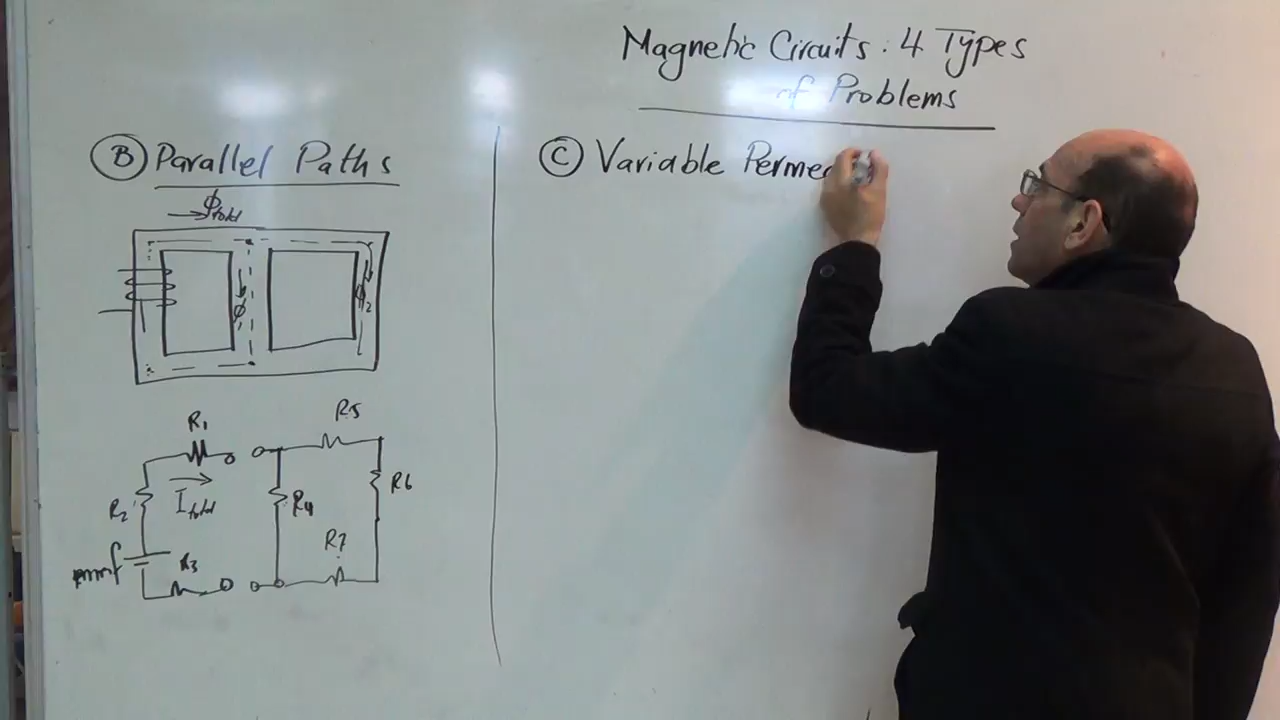 Magnetic Circuits: 4 Types
of Problems
B Parallel Paths
ϕtotal
ϕ
ϕ2
R1
R5
R2
Itotal
R4
R6
mmf
R3
R7
C Variable Permea